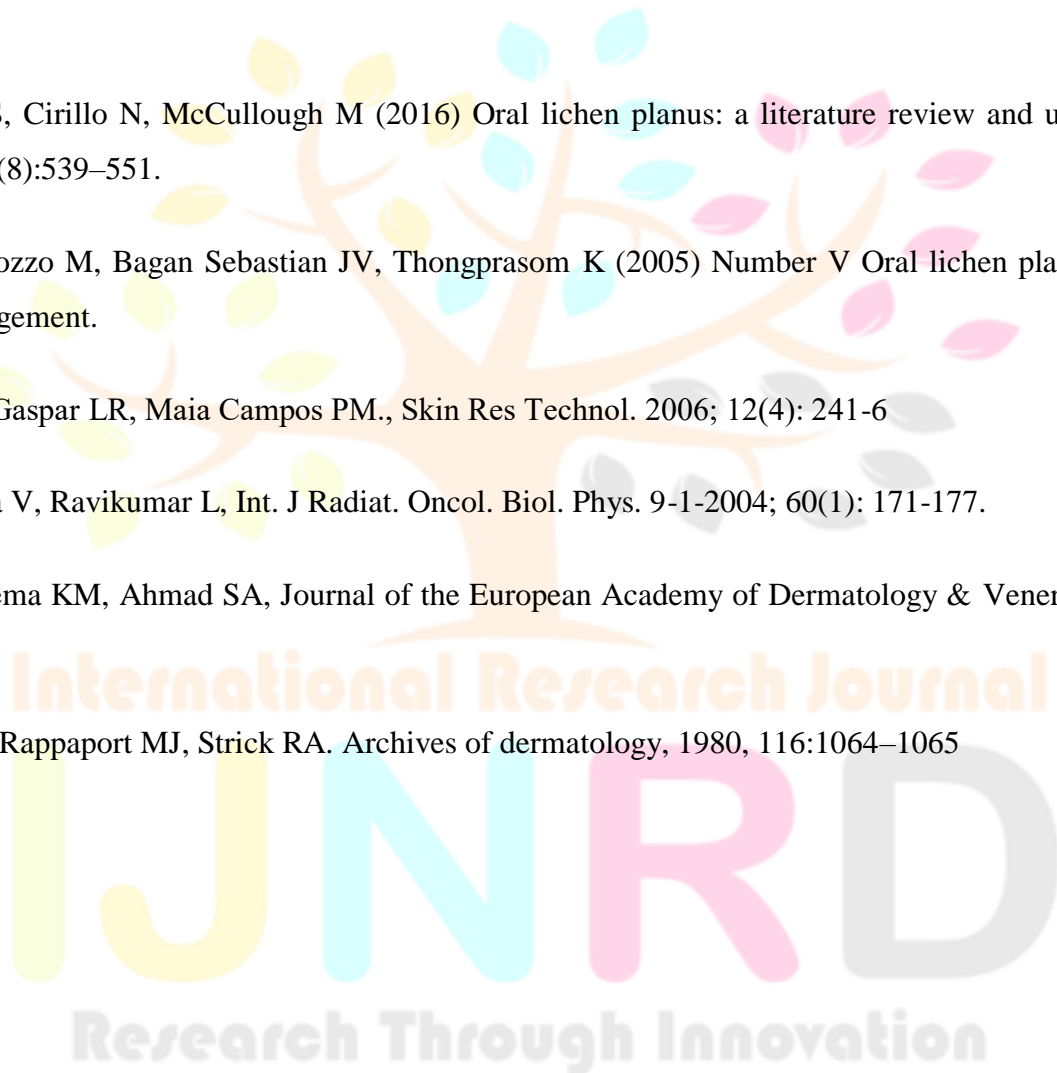 , Cirillo N, McCullough M (2016) Oral lichen planus: a literature review and u
(8):539–551.
ozzo M, Bagan Sebastian JV, Thongprasom K (2005) Number V Oral lichen pla
gement.
Gaspar LR, Maia Campos PM., Skin Res Technol. 2006; 12(4): 241-6
V, Ravikumar L, Int. J Radiat. Oncol. Biol. Phys. 9-1-2004; 60(1): 171-177.
ema KM, Ahmad SA, Journal of the European Academy of Dermatology & Vener
International Research Journal
Rappaport MJ, Strick RA. Archives of dermatology, 1980, 116:1064–1065
IJNRD
Research Through Innovation